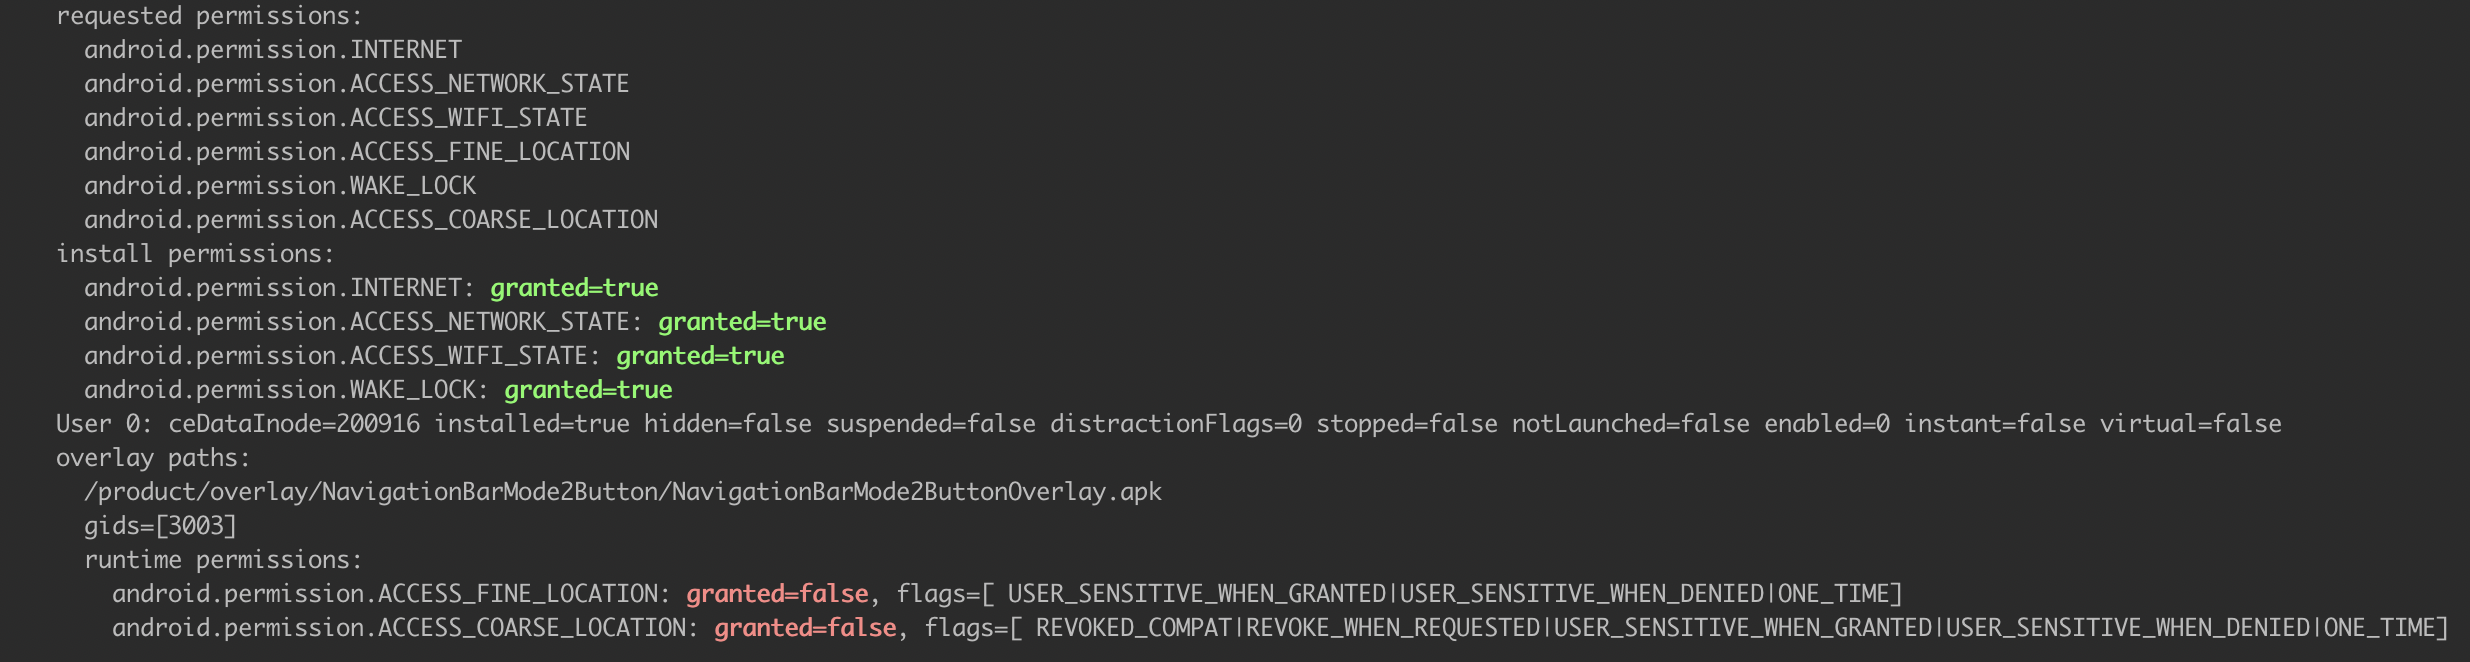 requested permissions:
android.permission.INTERNET
android.permission.ACCESS_NETWORK_STATE
android.permission.ACCESS_WIFI_STATE
android.permission.ACCESS_FINE_LOCATION
android.permission.WAKE_LOCK
android.permission.ACCESS_COARSE_LOCATION
install permissions:
android.permission.INTERNET: granted=true
android.permission.ACCESS_NETWORK_STATE: granted=true
android.permission.ACCESS_WIFI_STATE: granted=true
android.permission.WAKE_LOCK: granted=true
User 0: ceDataInode=200916 installed=true hidden=false suspended=false distractionFlags=0 stopped=false notLaunched=false enabled=0 instant=false virtual=false
overlay paths:
/product/overlay/NavigationBarMode2Button/NavigationBarMode2ButtonOverlay.apk
gids=[3003]
runtime permissions:
android.permission.ACCESS_FINE_LOCATION: granted=false, flags=[ USER_SENSITIVE_WHEN_GRANTED|USER_SENSITIVE_WHEN_DENIED|ONE_TIME]
android.permission.ACCESS_COARSE_LOCATION: granted=false, flags=[ REVOKED_COMPAT|REVOKE_WHEN_REQUESTED|USER_SENSITIVE_WHEN_GRANTED|USER_SENSITIVE_WHEN_DENIED|ONE_TIME]